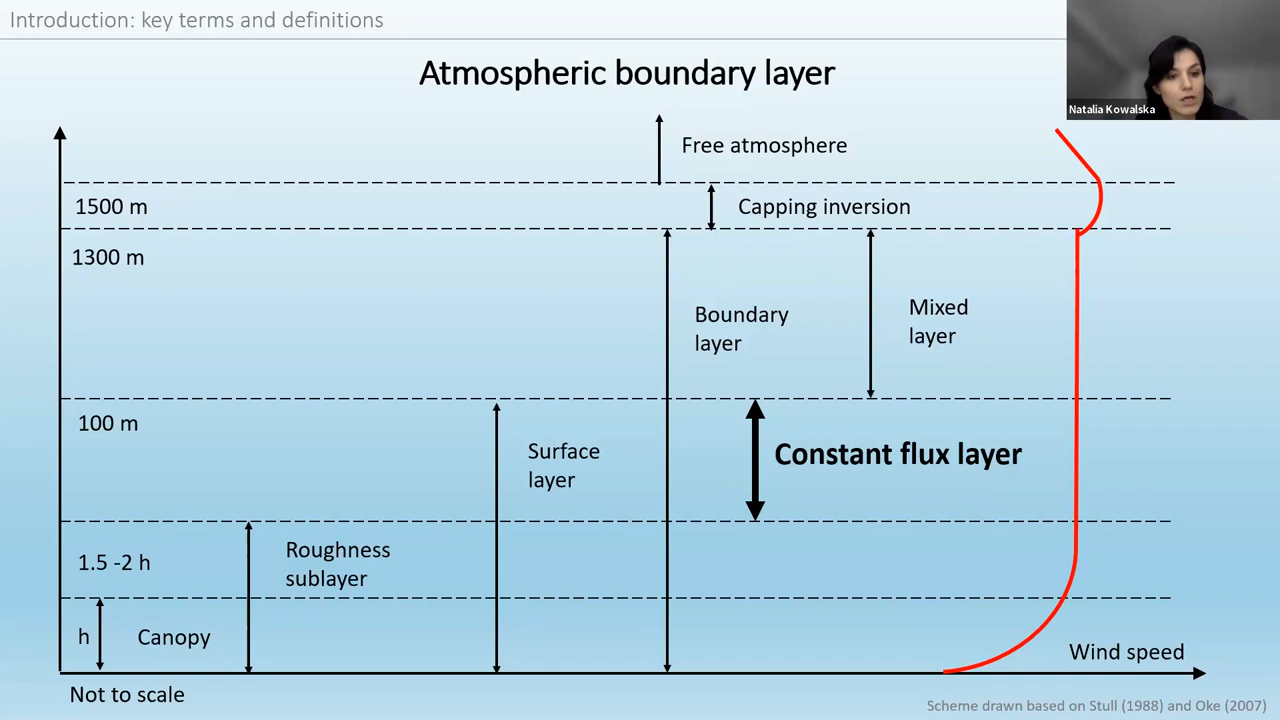 Introduction: key terms and definitions
Natalia Kowalska
Atmospheric boundary layer
Free atmosphere
1500 m
Capping inversion
1300 m
Boundary
layer
Mixed
layer
100 m
Surface
layer
Constant flux layer
1.5 -2 h
Roughness
sublayer
h
Canopy
Wind speed
Not to scale
Scheme drawn based on Stull (1988) and Oke (2007)